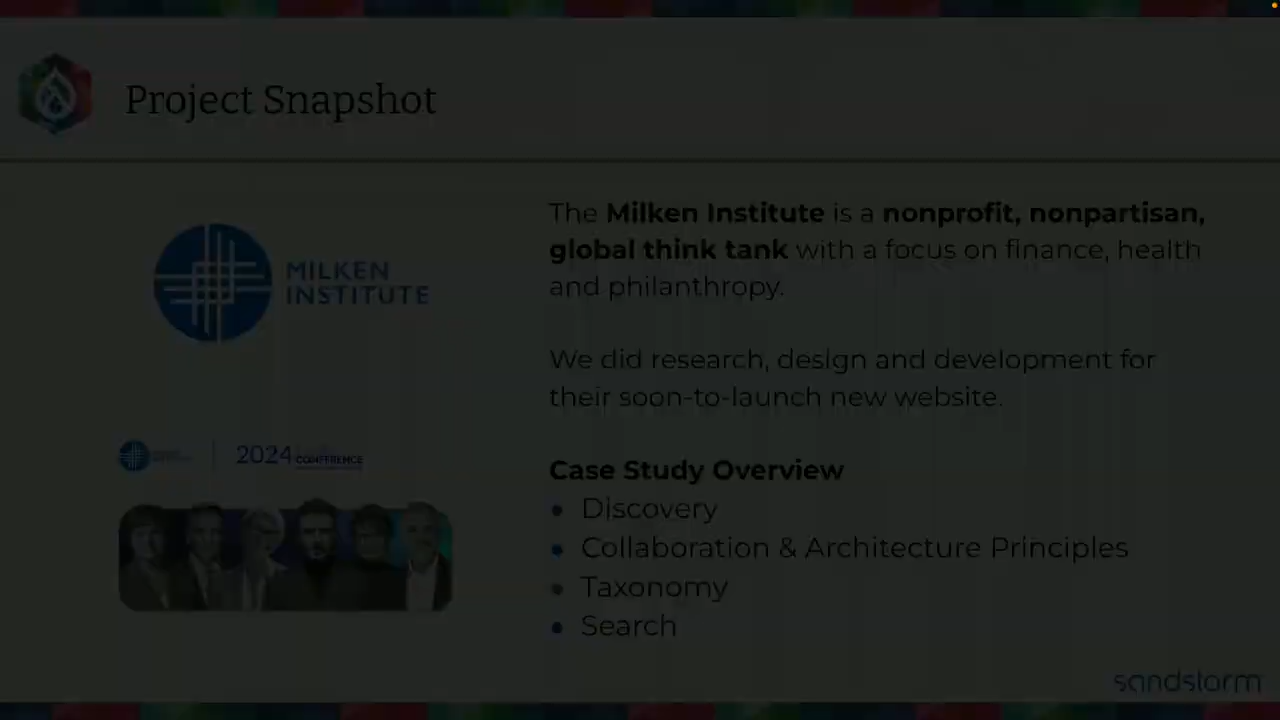 Project Snapshot
The Milken Institute is a nonprofit, nonpartisan,
global think tank with a focus on finance, health
and philanthropy.
MILKEN
INSTITUTE
We did research, design and development for
their soon-to-launch new website.
2024
CONFERENCE
Case Study Overview
• Discovery
• Collaboration & Architecture Principles
• Taxonomy
• Search
sandstorm